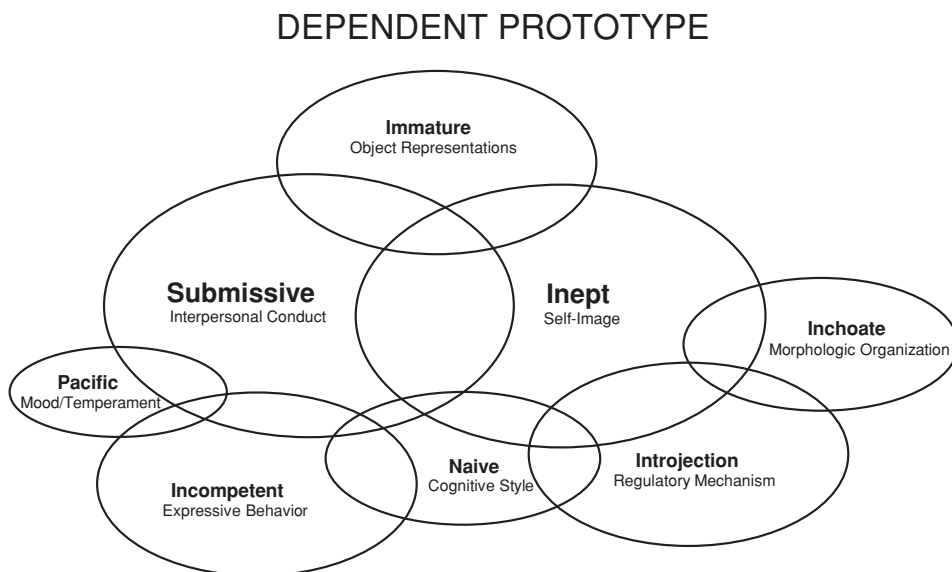 DEPENDENT PROTOTYPE
Immature
Object Representations
Submissive
Interpersonal Conduct
Inept
Self-Image
Inchoate
Morphologic Organization
Pacific
Mood/Temperament
Naive
Cognitive Style
Introjection
Regulatory Mechanism
Incompetent
Expressive Behavior